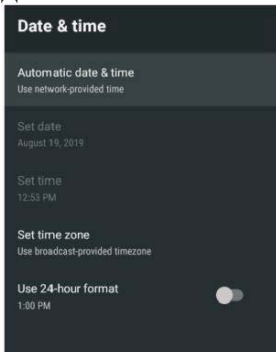 Date & time
Automatic date & time
Use network-provided time
Set date
August 19, 2019
Set time
12:53 PM
Set time zone
Use broadcast-provided timezone
Use 24-hour format
1:00 PM